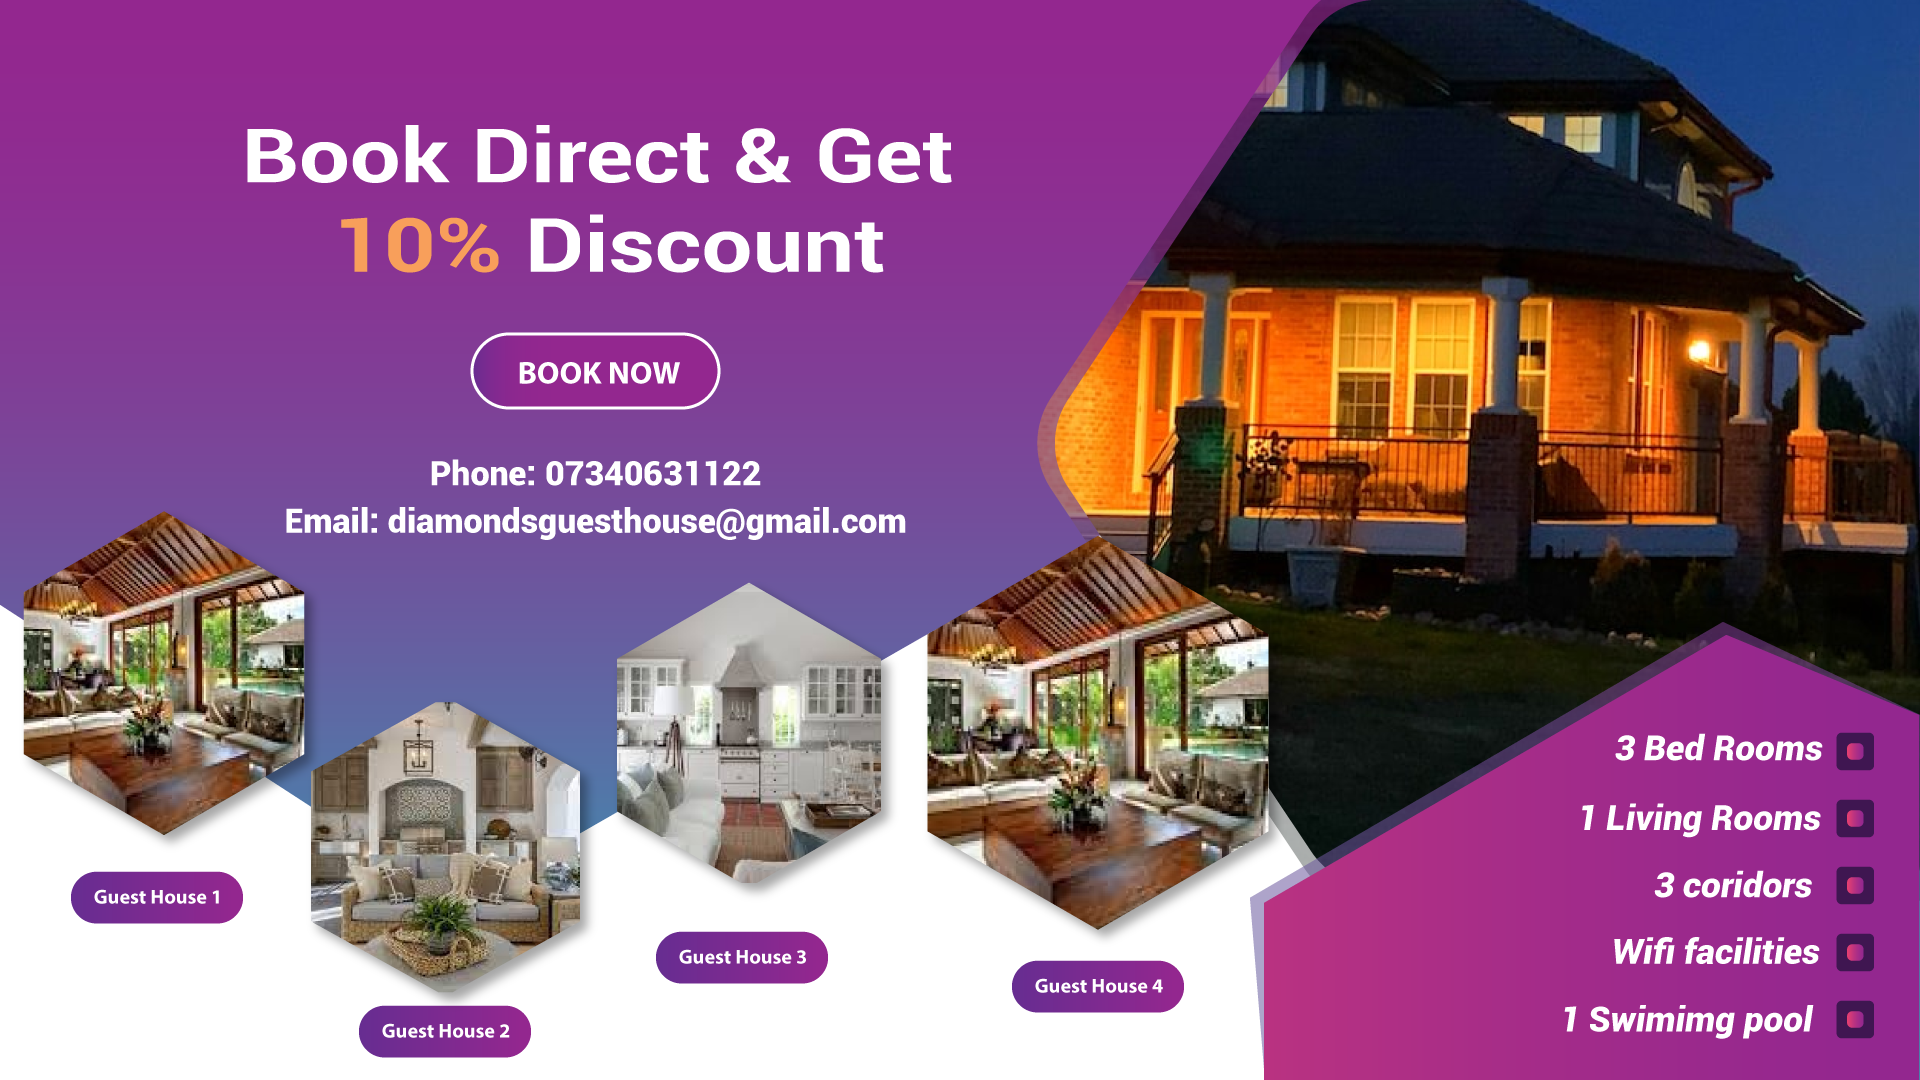 Book Direct & Get
10% Discount
BOOK NOW
Phone: 07340631122
Email: diamondsguesthouse@gmail.com
Guest House 1
Guest House 2
Guest House 3
Guest House 4
3 Bed Rooms
1 Living Rooms
3 coridors
Wifi facilities
1 Swimimg pool